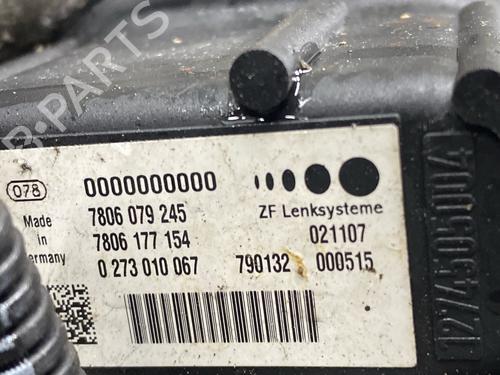 B-PARTS
078
0000000000
Made
in
Germany
7806 079 245
7806 177 154
0 273 010 067
790132
ZF Lenksysteme
021107
000515